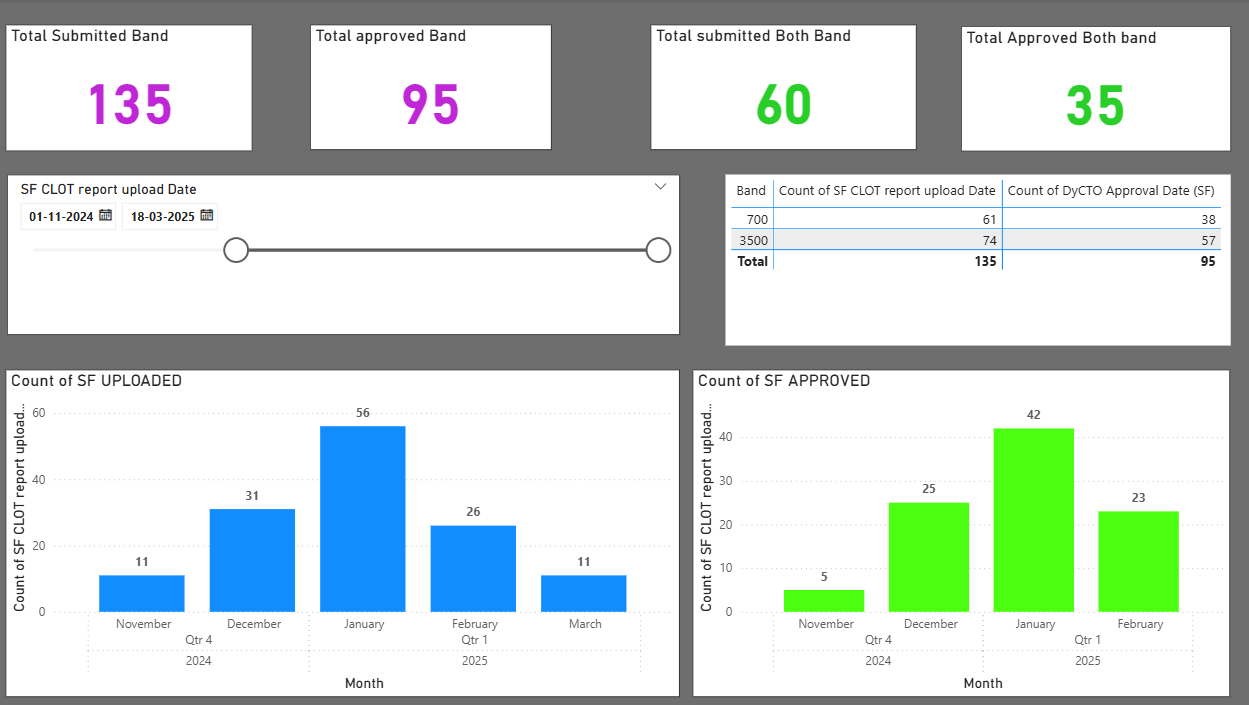 Total Submitted Band
135
Total approved Band
95
Total submitted Both Band
60
Total Approved Both band
35
SF CLOT report upload Date
01-11-2024
18-03-2025
Band Count of SF CLOT report upload Date Count of DyCTO Approval Date (SF)
700 61 38
3500 74 57
Total 135 95
Count of SF UPLOADED
Count of SF CLOT report upload...
60
40
20
0
11
31
56
26
11
November December January February March
Qtr 4 Qtr 1
2024 2025
Month
Count of SF APPROVED
Count of SF CLOT report upload...
40
30
20
10
0
5
25
42
23
November December January February
Qtr 4 Qtr 1
2024 2025
Month